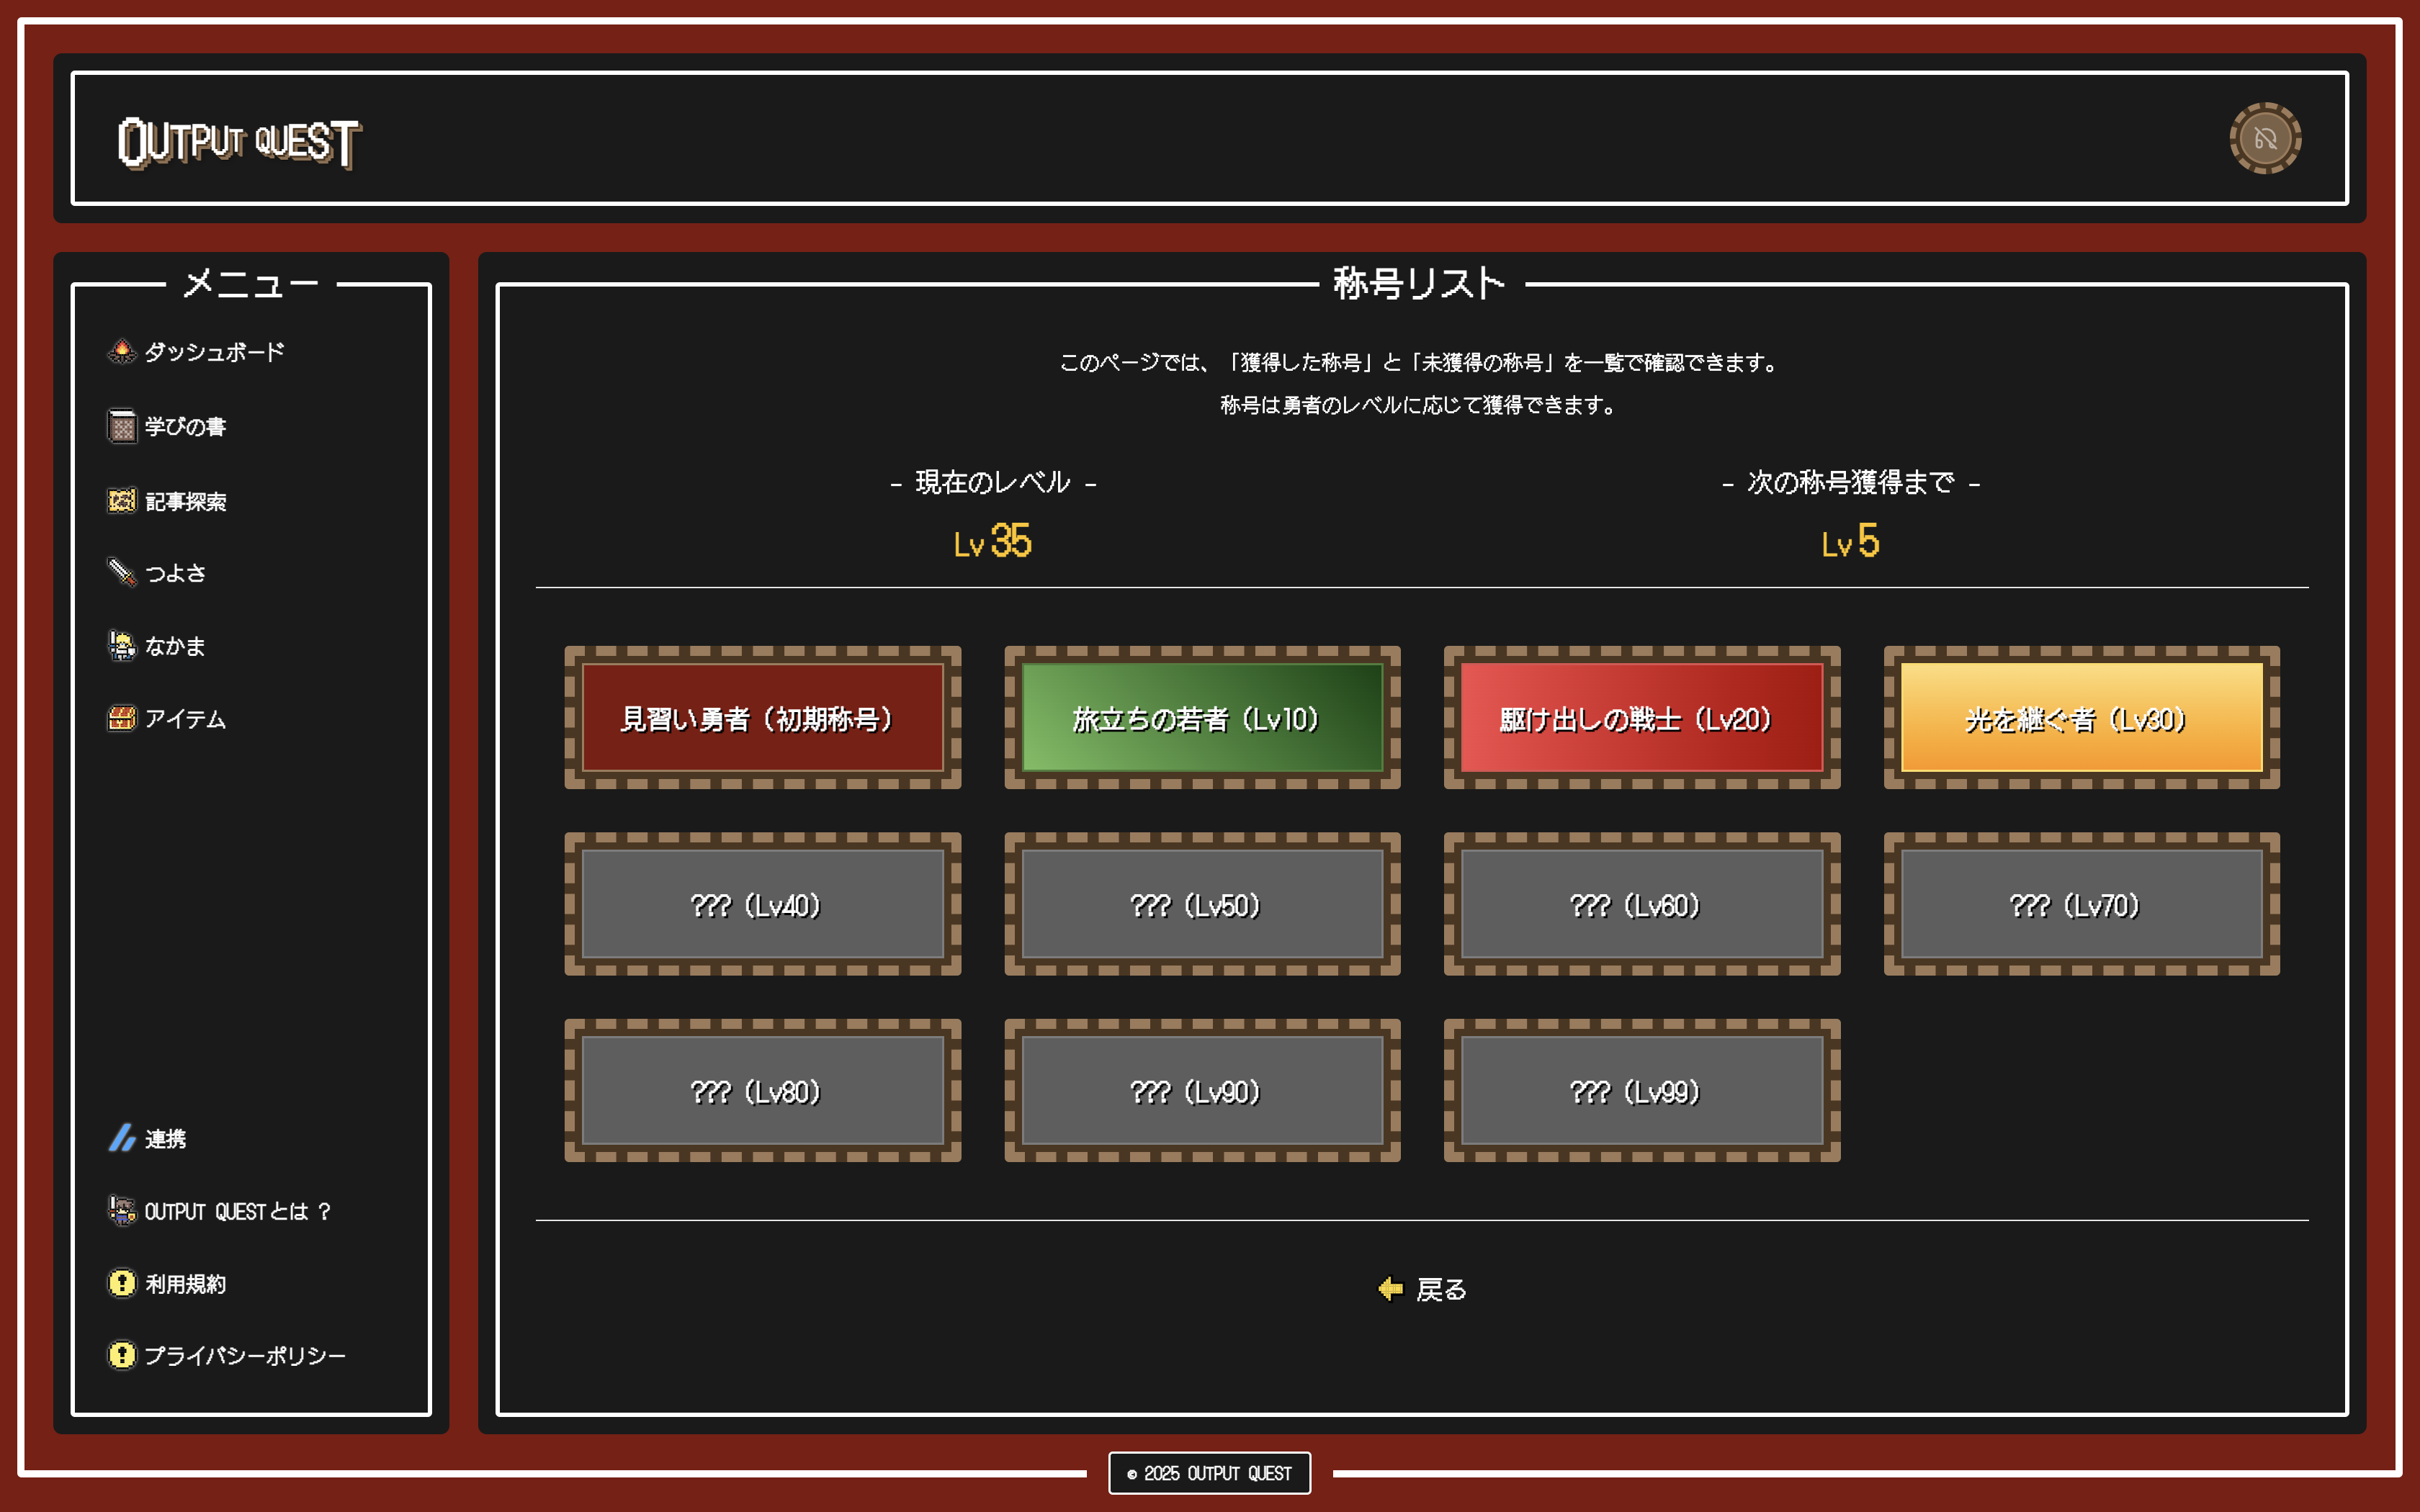 OUTPUT QUEST
メニュー
ダッシュボード
学びの書
記事探索
つよさ
なかま
アイテム
連携
OUTPUT QUESTとは ?
利用規約
プライバシーポリシー
称号リスト
このページでは、「獲得した称号」と「未獲得の称号」を一覧で確認できます。
称号は勇者のレベルに応じて獲得できます。
- 現在のレベル -
Lv 35
- 次の称号獲得まで -
Lv 5
見習い勇者（初期称号）
旅立ちの若者（Lv10）
駆け出しの戦士（Lv20）
光を継ぐ者（Lv30）
???（Lv40）
???（Lv50）
???（Lv60）
???（Lv70）
???（Lv80）
???（Lv90）
???（Lv99）
戻る
© 2025 OUTPUT QUEST